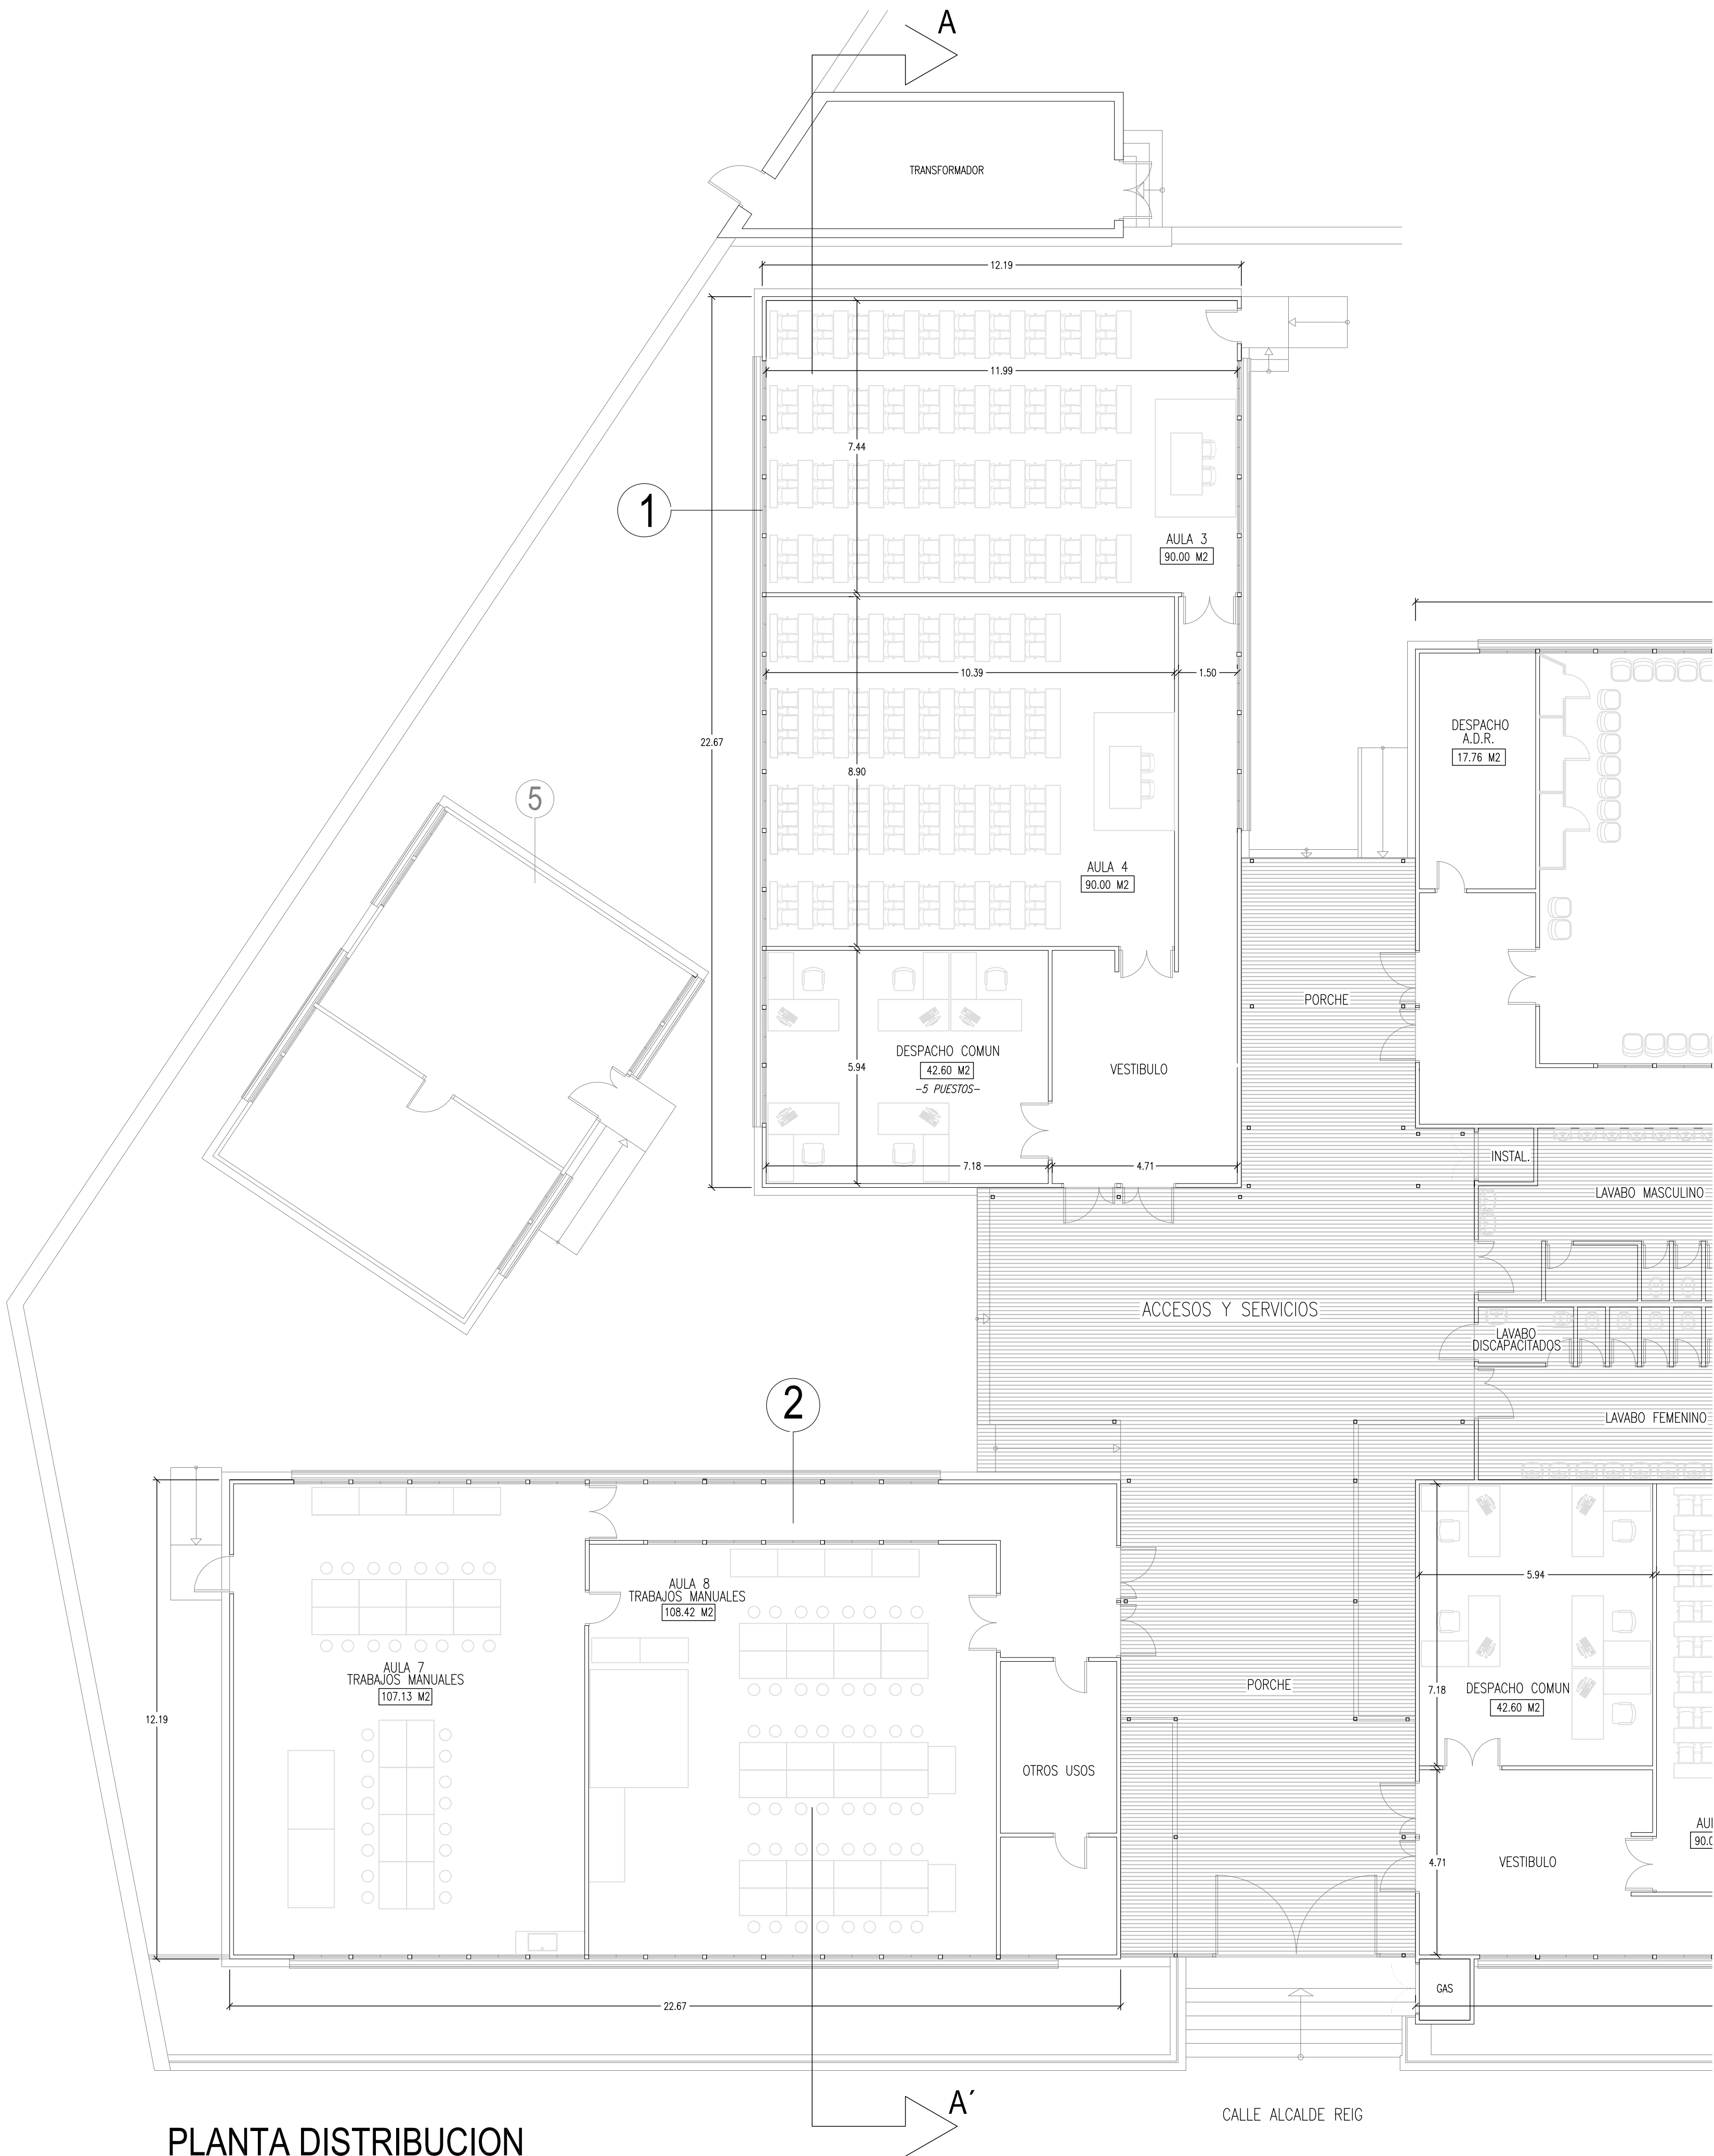 A
TRANSFORMADOR
12.19
11.99
7.44
1
AULA 3
90.00 M2
10.39
1.50
22.67
8.90
DESPACHO
A.D.R.
17.76 M2
5
AULA 4
90.00 M2
PORCHE
DESPACHO COMUN
42.60 M2
-5 PUESTOS-
5.94
VESTIBULO
7.18
4.71
INSTAL.
LAVABO MASCULINO
ACCESOS Y SERVICIOS
LAVABO
DISCAPACITADOS
2
LAVABO FEMENINO
AULA 8
TRABAJOS MANUALES
108.42 M2
5.94
AULA 7
TRABAJOS MANUALES
107.13 M2
PORCHE
7.18
DESPACHO COMUN
42.60 M2
12.19
OTROS USOS
4.71
VESTIBULO
22.67
GAS
A´
CALLE ALCALDE REIG
PLANTA DISTRIBUCION